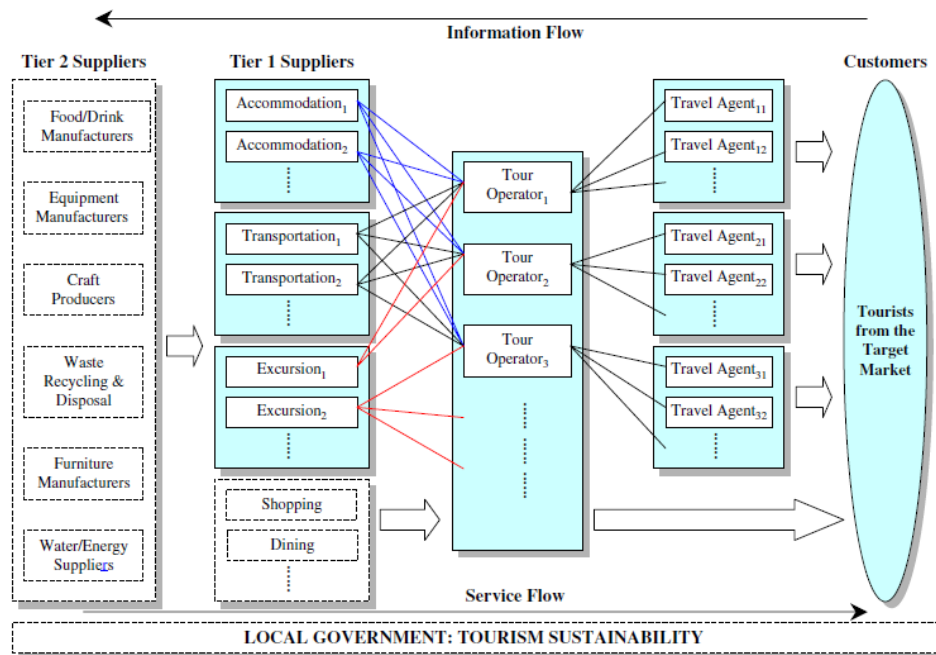 Information Flow
Tier 2 Suppliers
Food/Drink
Manufacturers
Equipment
Manufacturers
Craft
Producers
Waste
Recycling &
Disposal
Furniture
Manufacturers
Water/Energy
Suppliers
Tier 1 Suppliers
Accommodation1
Accommodation2
Transportation1
Transportation2
Excursion1
Excursion2
Shopping
Dining
Tour
Operator1
Tour
Operator2
Tour
Operator3
Travel Agent11
Travel Agent12
Travel Agent21
Travel Agent22
Travel Agent31
Travel Agent32
Customers
Tourists
from the
Target
Market
Service Flow
LOCAL GOVERNMENT: TOURISM SUSTAINABILITY